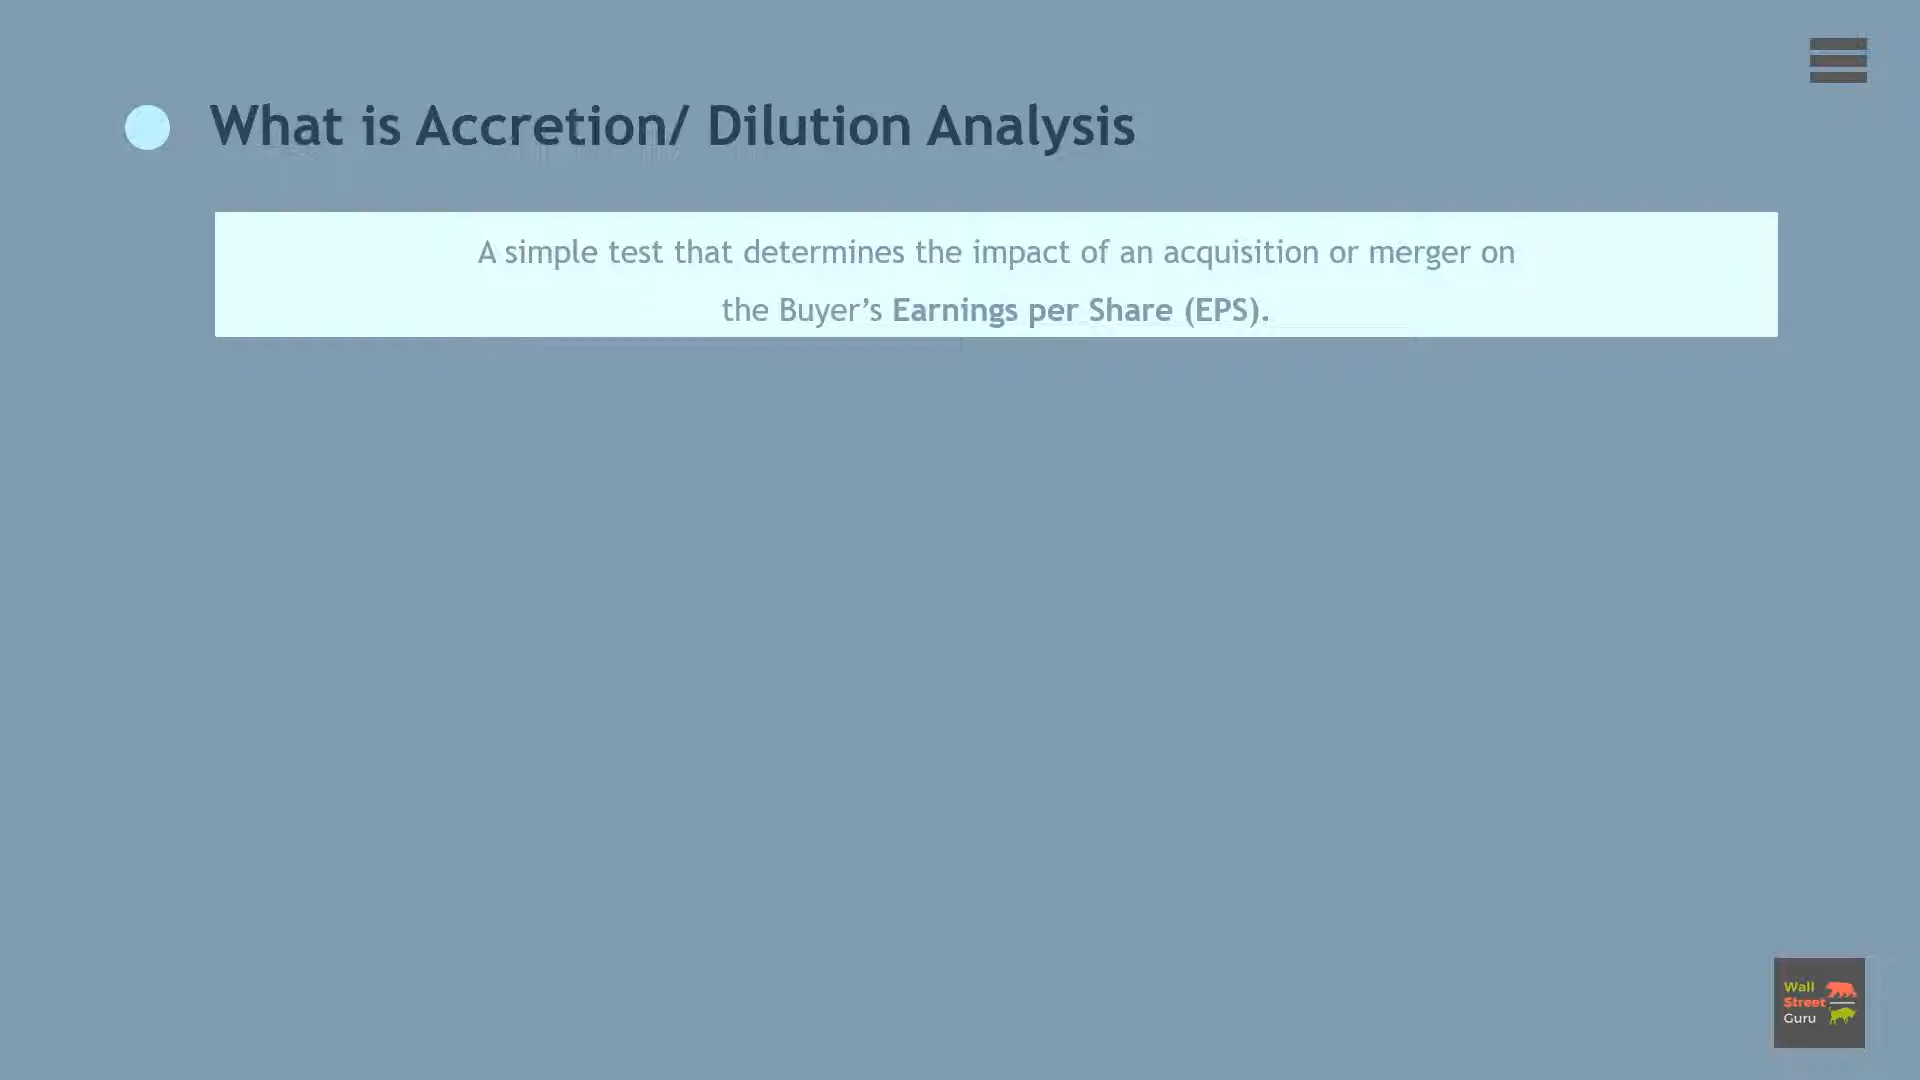 What is Accretion/ Dilution Analysis
A simple test that determines the impact of an acquisition or merger on
the Buyer’s Earnings per Share (EPS).
Wall
Street
Guru